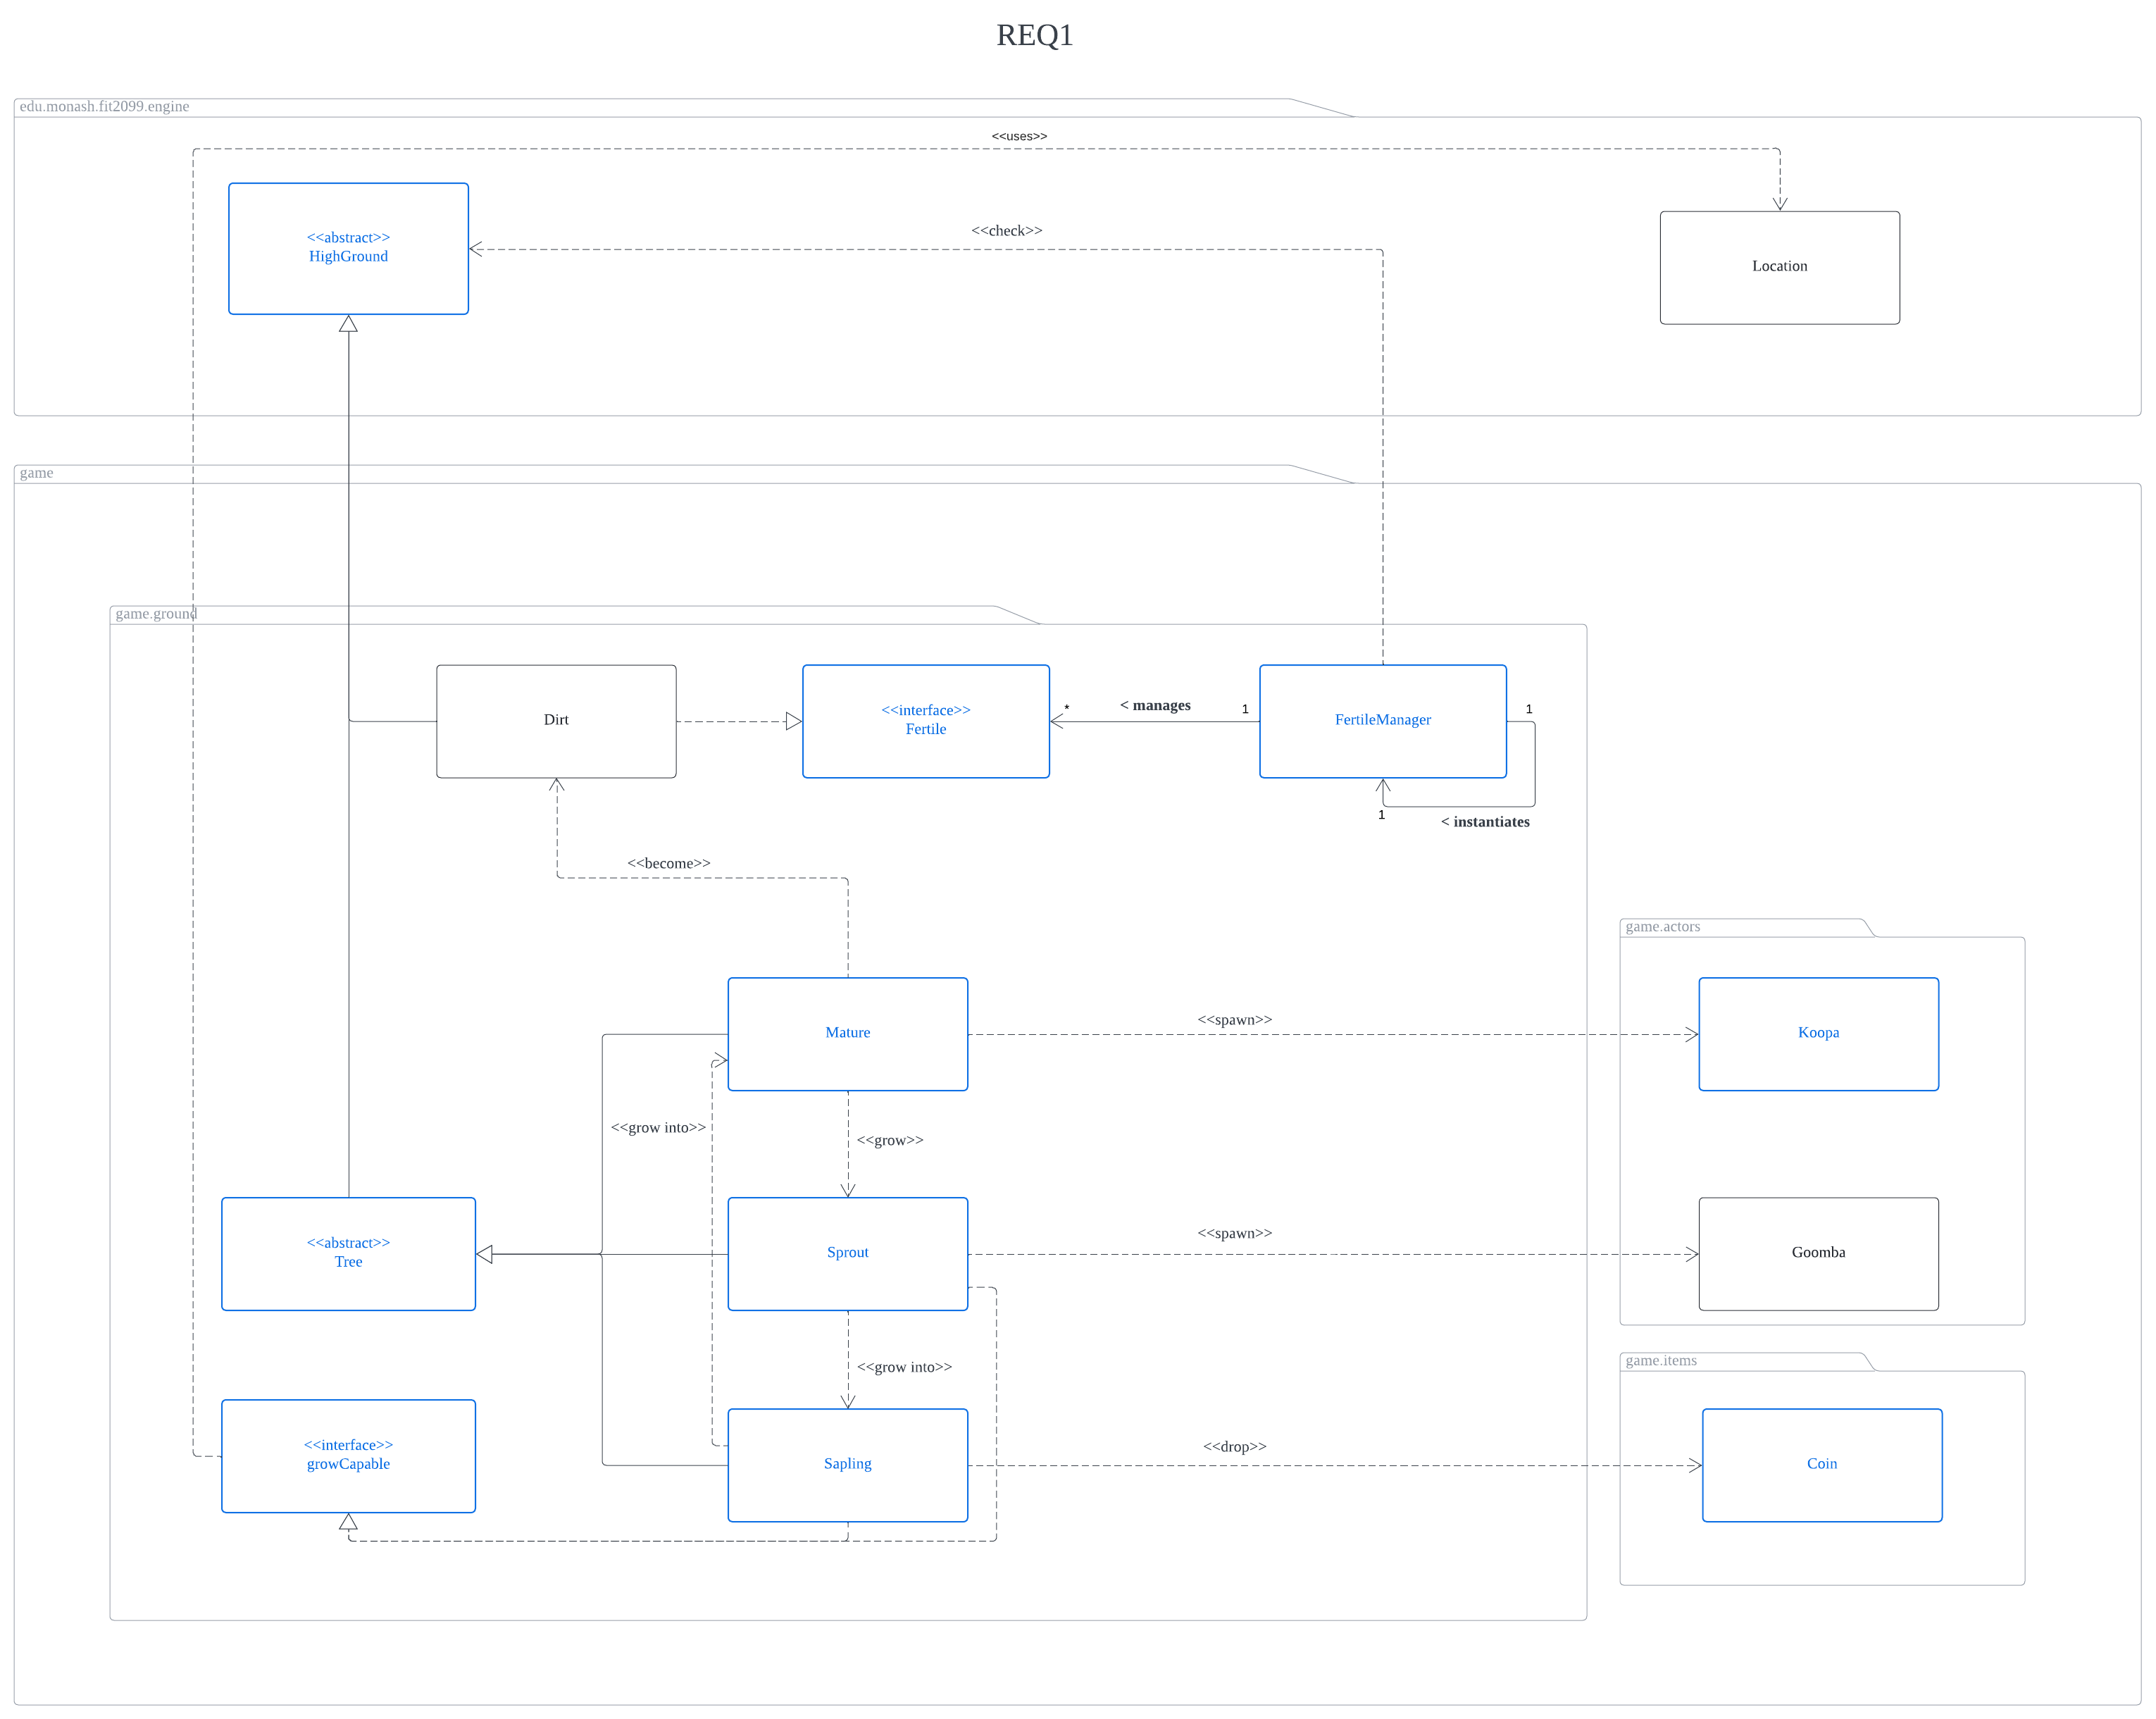 REQ1
edu.monash.fit2099.engine
<<uses>>
<<abstract>>
HighGround
<<check>>
Location
game
game.ground
Dirt
<<interface>>
Fertile
*
< manages
1
FertileManager
1
1
< instantiates
<<become>>
game.actors
Mature
<<spawn>>
Koopa
<<grow into>>
<<grow>>
<<abstract>>
Tree
Sprout
<<spawn>>
Goomba
<<grow into>>
game.items
<<interface>>
growCapable
Sapling
<<drop>>
Coin